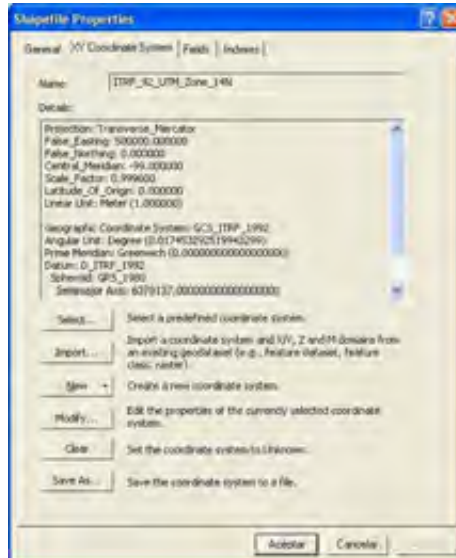 Shapefile Properties
General XY Coordinate System Fields Indexes
Name: ITRF_92_UTM_Zone_14N
Details:
Projection: Transverse_Mercator
False_Easting: 500000.000000
False_Northing: 0.000000
Central_Meridian: -99.000000
Scale_Factor: 0.999600
Latitude_Of_Origin: 0.000000
Linear Unit: Meter (1.000000)
Geographic Coordinate System: GCS_ITRF_1992
Angular Unit: Degree (0.017453292519943299)
Prime Meridian: Greenwich (0.000000000000000000)
Datum: D_ITRF_1992
Spheroid: GRS_1980
Semimajor Axis: 6378137.000000000000000000
Select... Select a predefined coordinate system.
Import a coordinate system and X/Y, Z and M domains from
Import... an existing geodataset (e.g., feature dataset, feature
class, raster).
New Create a new coordinate system.
Modify... Edit the properties of the currently selected coordinate
system.
Clear Set the coordinate system to Unknown.
Save As... Save the coordinate system to a file.
Aceptar Cancelar